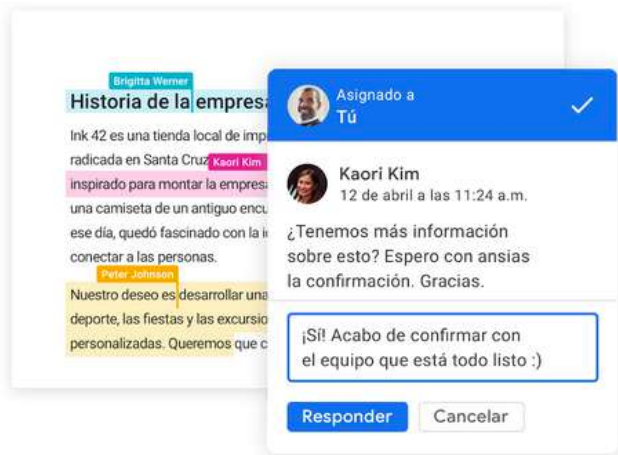 Brigitta Werner
Historia de la empresa
Ink 42 es una tienda local de
radicada en Santa Cruz
Kaori Kim
inspirado para montar la empresa
una camiseta de un antiguo
ese día, quedó fascinado con la
conectar a las personas.
Peter Johnson
Nuestro deseo es desarrollar una
deporte, las fiestas y las
personalizadas. Queremos que
Asignado a
Tú
Kaori Kim
12 de abril a las 11:24 a.m.
¿Tenemos más información
sobre esto? Espero con ansias
la confirmación. Gracias.
¡Sí! Acabo de confirmar con
el equipo que está todo listo :)
Responder Cancelar